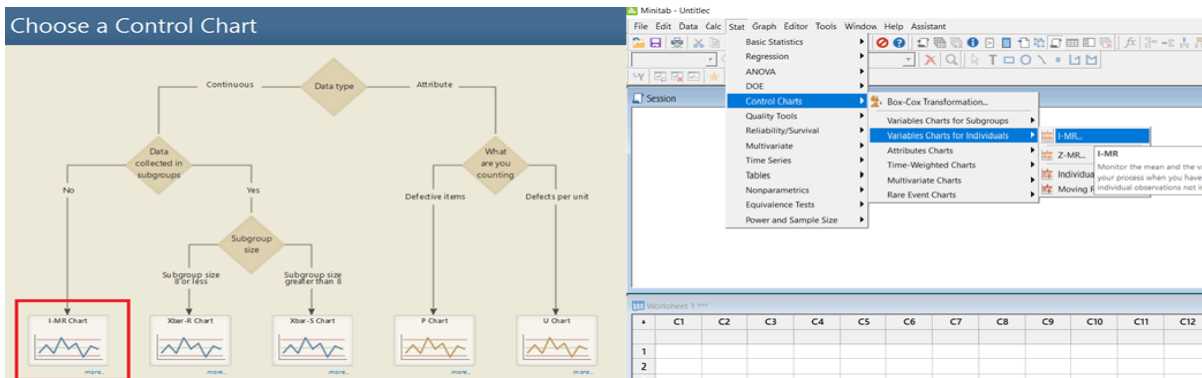 Choose a Control Chart
Continuous
Data type
Attribute
Data
collected in
subgroups
What
are you
counting
No
Yes
Defective items
Defects per unit
Subgroup
size
Subgroup size
8 or less
Subgroup size
greater than 8
I-MR Chart
Xbar-R Chart
Xbar-S Chart
P Chart
U Chart
more..
more..
more..
more..
more..
Minitab - Untitlec
File Edit Data Calc Stat Graph Editor Tools Window Help Assistant
Session
Basic Statistics
Regression
ANOVA
DOE
Control Charts
Quality Tools
Reliability/Survival
Multivariate
Time Series
Tables
Nonparametrics
Equivalence Tests
Power and Sample Size
Box-Cox Transformation...
Variables Charts for Subgroups
Variables Charts for Individuals
Attributes Charts
Time-Weighted Charts
Multivariate Charts
Rare Event Charts
I-MR...
Z-MR...
Individua
Moving
I-MR
Monitor the mean and the v
your process when you have
individual observations not i
Worksheet 1 ***
C1 C2 C3 C4 C5 C6 C7 C8 C9 C10 C11 C12
1
2